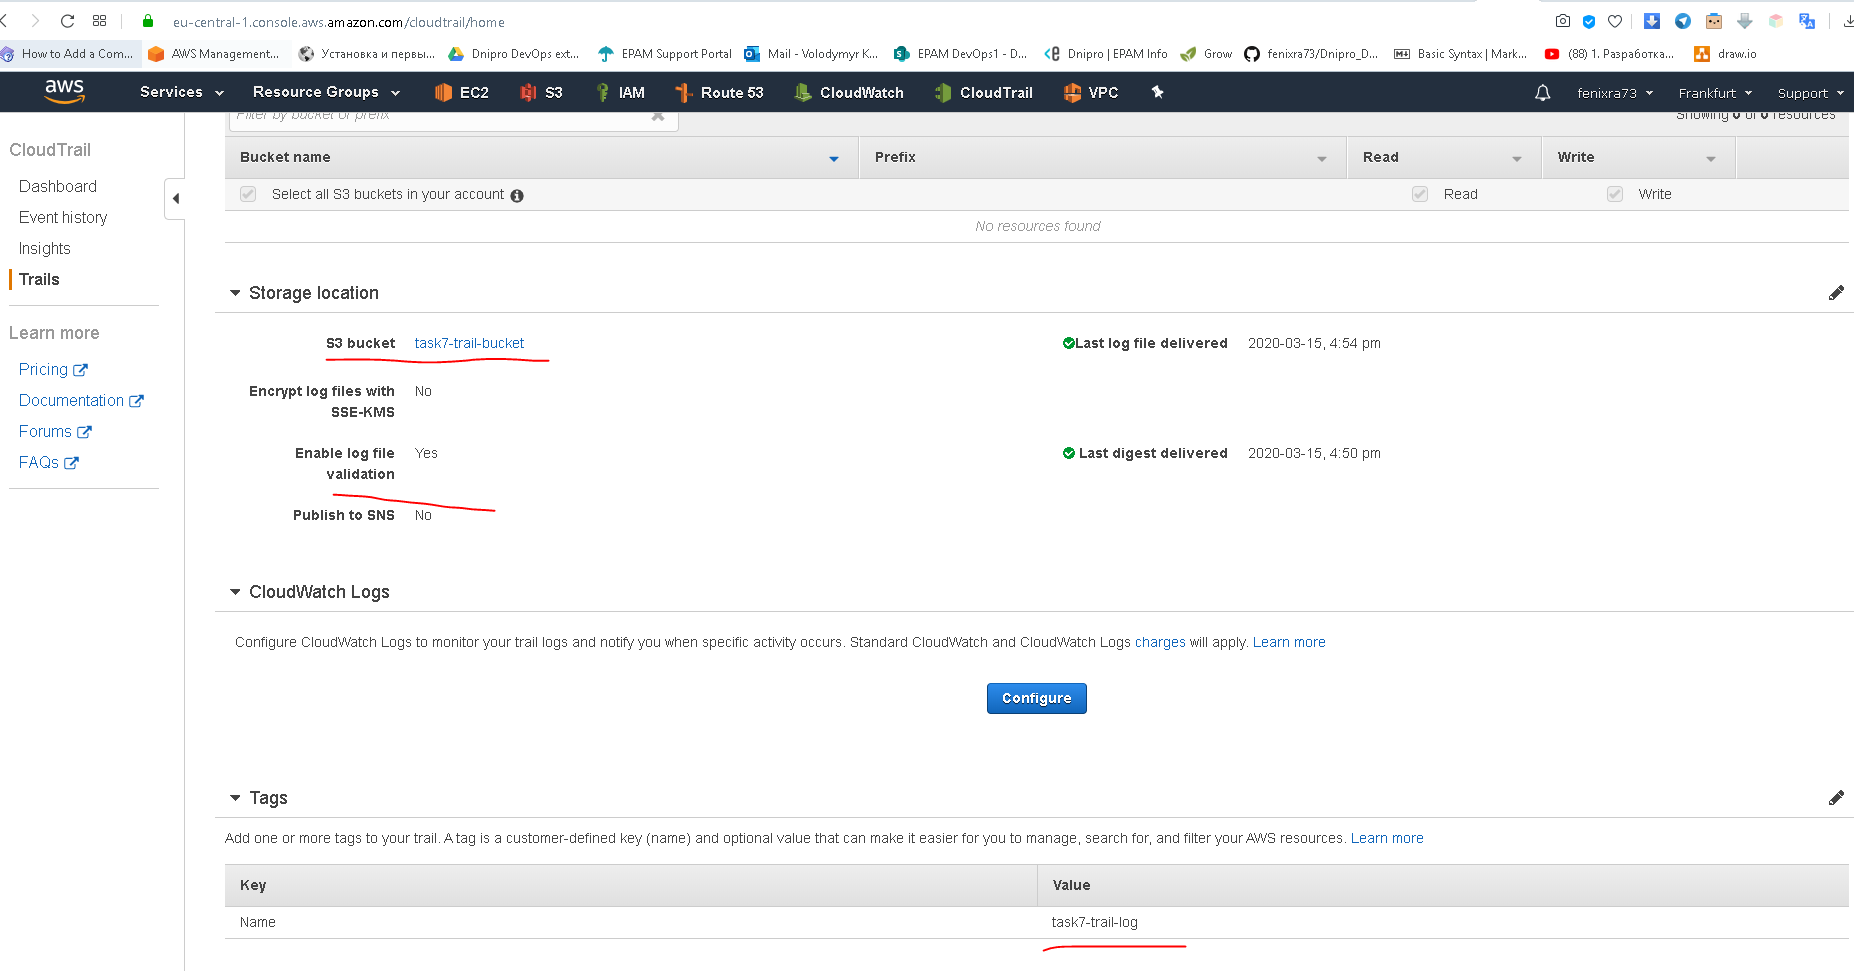 eu-central-1.console.aws.amazon.com/cloudtrail/home
How to Add a Com... AWS Management... Установка и первы... Dnipro DevOps ext... EPAM Support Portal Mail - Volodymyr K... EPAM DevOps1 - D... Dnipro | EPAM Info Grow fenixra73/Dnipro_D... Basic Syntax | Mark... (88) 1. Разработка... draw.io
aws Services Resource Groups EC2 S3 IAM Route 53 CloudWatch CloudTrail VPC fenixra73 Frankfurt Support
Filter by bucket or prefix Showing 0 of 0 resources
CloudTrail
Dashboard
Event history
Insights
Trails
Learn more
Pricing
Documentation
Forums
FAQs
Bucket name Prefix Read Write
Select all S3 buckets in your account Read Write
No resources found
Storage location
S3 bucket task7-trail-bucket Last log file delivered 2020-03-15, 4:54 pm
Encrypt log files with No
SSE-KMS
Enable log file Yes Last digest delivered 2020-03-15, 4:50 pm
validation
Publish to SNS No
CloudWatch Logs
Configure CloudWatch Logs to monitor your trail logs and notify you when specific activity occurs. Standard CloudWatch and CloudWatch Logs charges will apply. Learn more
Configure
Tags
Add one or more tags to your trail. A tag is a customer-defined key (name) and optional value that can make it easier for you to manage, search for, and filter your AWS resources. Learn more
Key Value
Name task7-trail-log